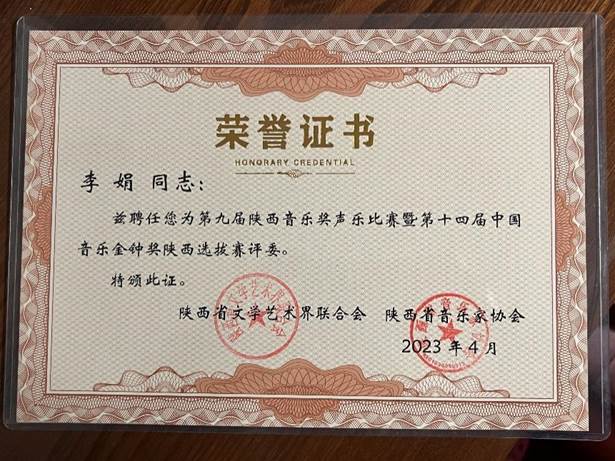 荣誉证书
HONORARY CREDENTIAL
李 娟 同志：
兹聘任您为第九届陕西音乐奖声乐比赛暨第十四届中国
音乐金钟奖陕西选拔赛评委。
特颁此证。
陕西省文学艺术界联合会 陕西省音乐家协会
2023 年 4 月